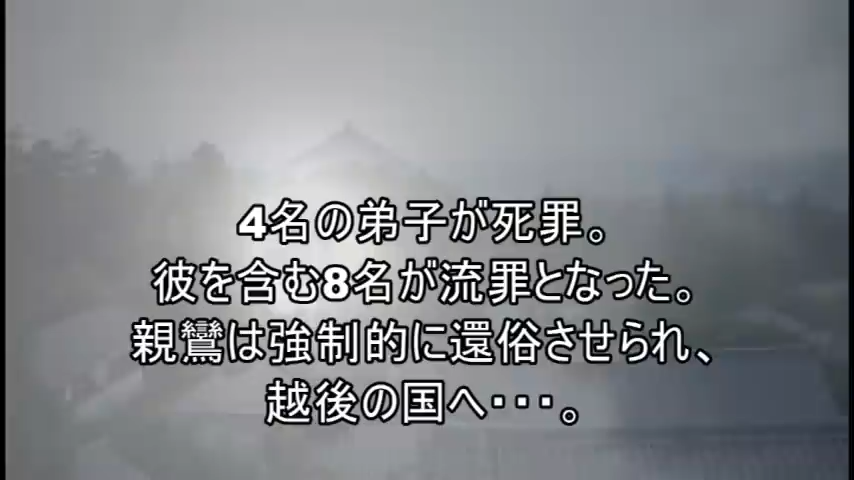 4名の弟子が死罪。
彼を含む8名が流罪となった。
親鸞は強制的に還俗させられ、
越後の国へ・・・。